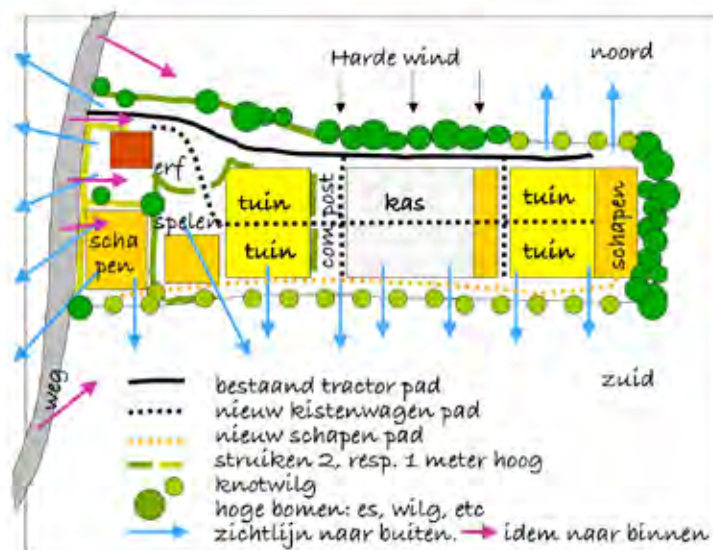 Harde wind
noord
erf
spelen
scha
pen
tuin
tuin
com. post
kas
tuin
tuin
schapen
weg
zuid
bestaand tractor pad
nieuw kistenwagen pad
nieuw schapen pad
struiken 2, resp. 1 meter hoog
knotwilg
hoge bomen: es, wilg, etc
zichtlijn naar buiten.
idem naar binnen